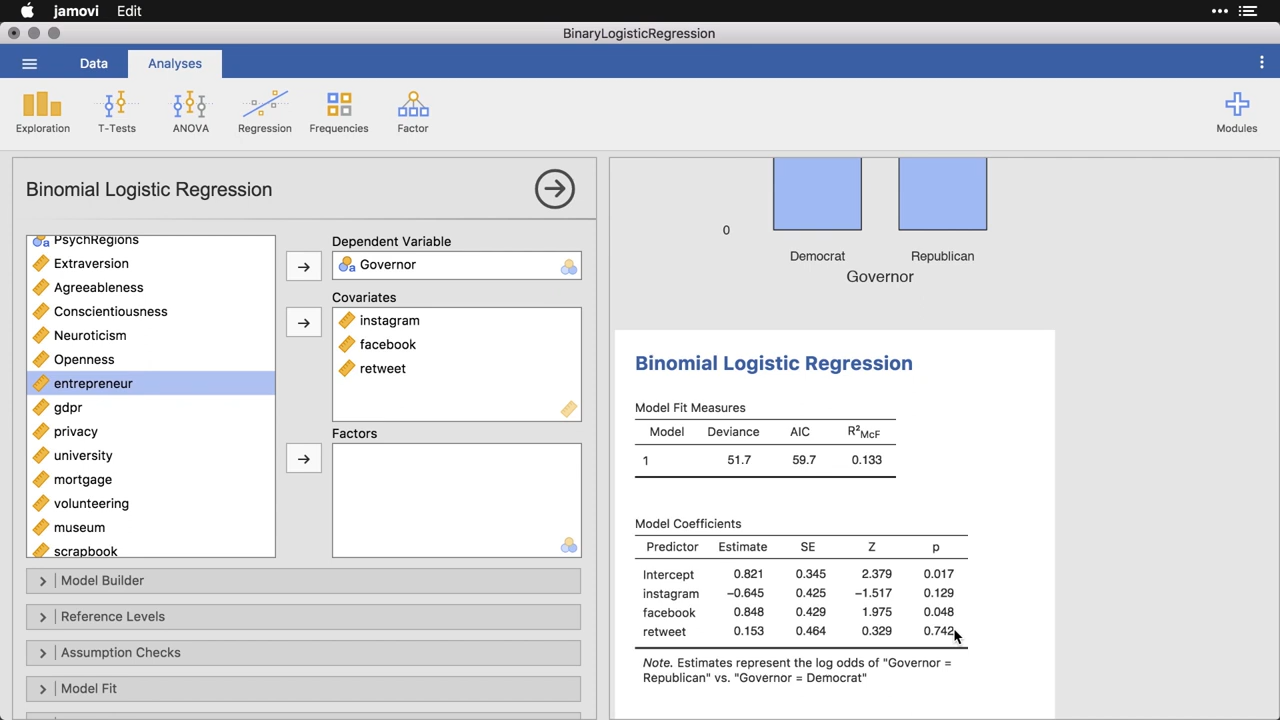 jamovi Edit
BinaryLogisticRegression
Data Analyses
Exploration T-Tests ANOVA Regression Frequencies Factor Modules
Binomial Logistic Regression
PsychRegions
Extraversion
Agreeableness
Conscientiousness
Neuroticism
Openness
entrepreneur
gdpr
privacy
university
mortgage
volunteering
museum
scrapbook
Dependent Variable
Governor
Covariates
instagram
facebook
retweet
Factors
Model Builder
Reference Levels
Assumption Checks
Model Fit
0
Democrat Republican
Governor
Binomial Logistic Regression
Model Fit Measures
Model Deviance AIC R²McF
1 51.7 59.7 0.133
Model Coefficients
Predictor Estimate SE Z p
Intercept 0.821 0.345 2.379 0.017
instagram −0.645 0.425 −1.517 0.129
facebook 0.848 0.429 1.975 0.048
retweet 0.153 0.464 0.329 0.742
Note. Estimates represent the log odds of "Governor =
Republican" vs. "Governor = Democrat"